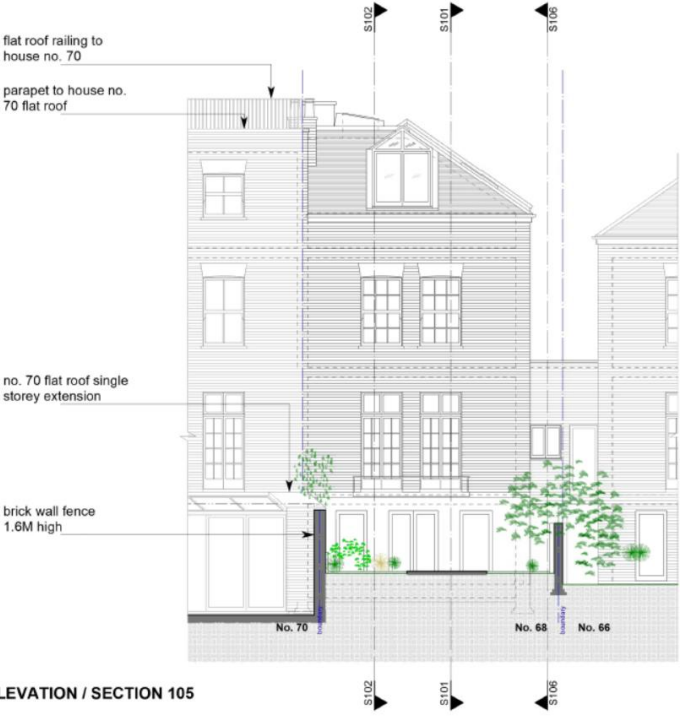 S102
S101
S106
flat roof railing to
house no. 70
parapet to house no.
70 flat roof
no. 70 flat roof single
storey extension
brick wall fence
1.6M high
boundary
boundary
No. 70
No. 68
No. 66
LEVATION / SECTION 105
S102
S101
S106